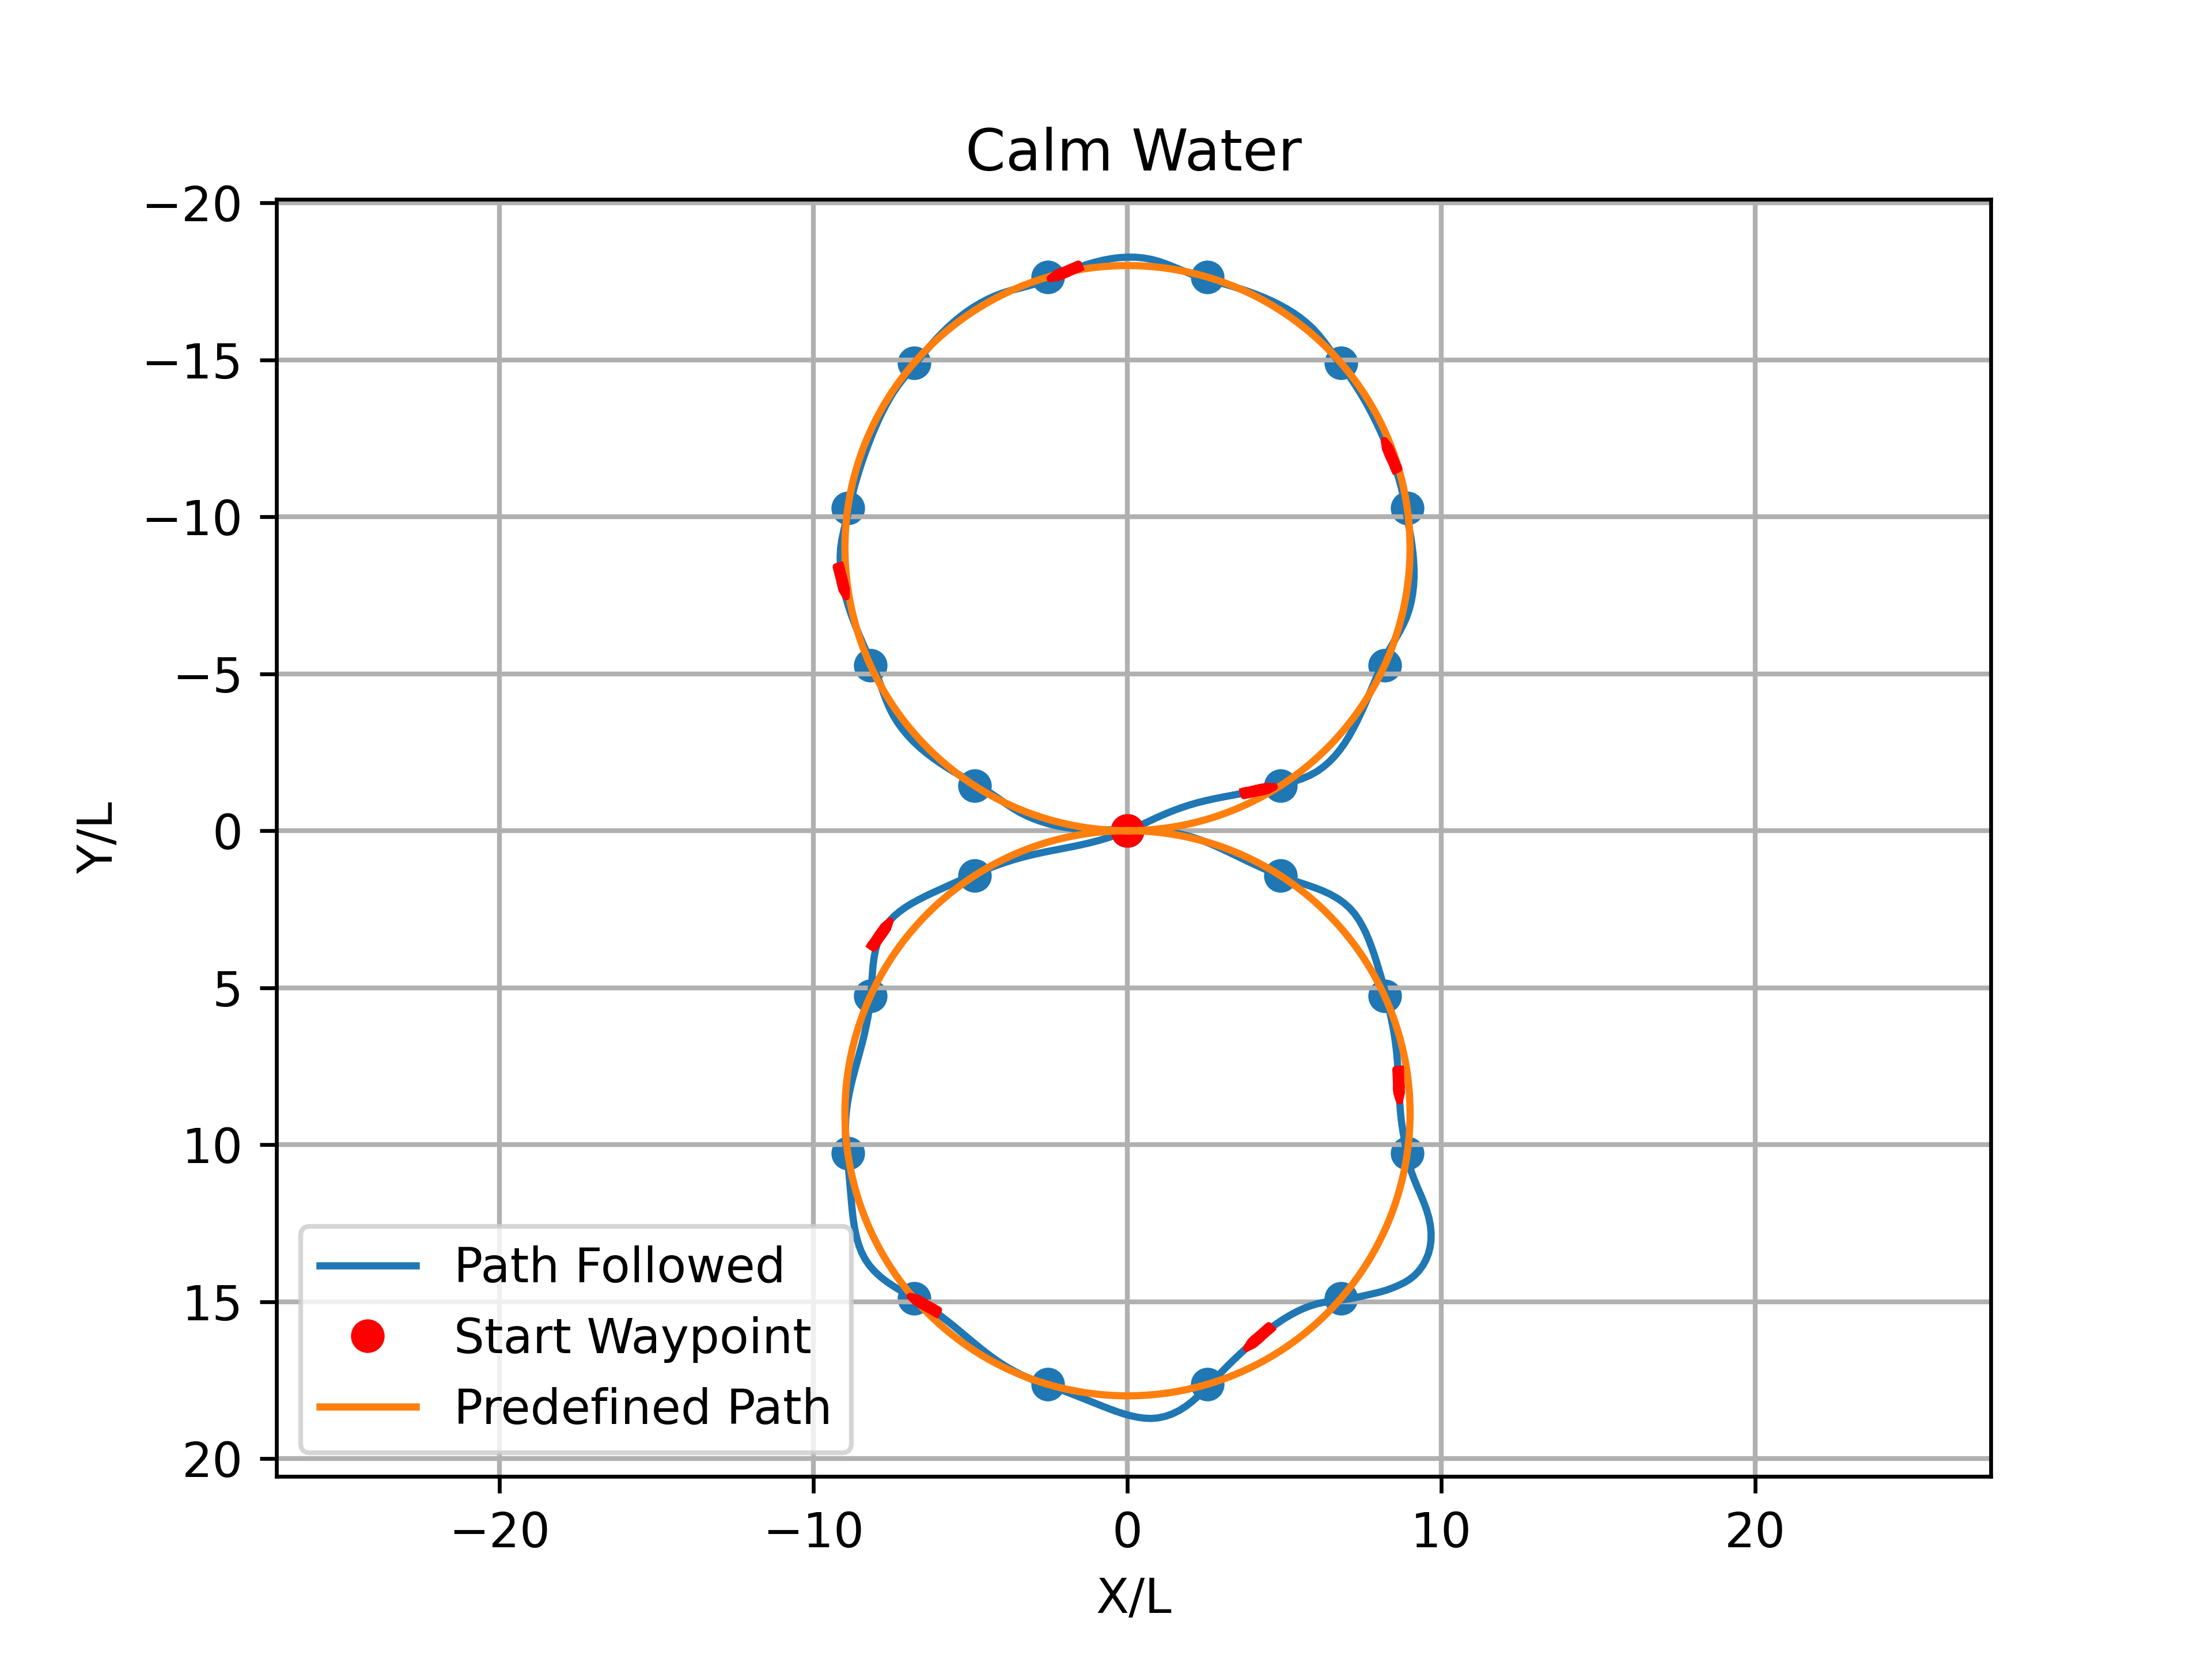 Calm Water
−20
−15
−10
−5
0
5
10
15
20
Y/L
Path Followed
Start Waypoint
Predefined Path
−20
−10
0
10
20
X/L